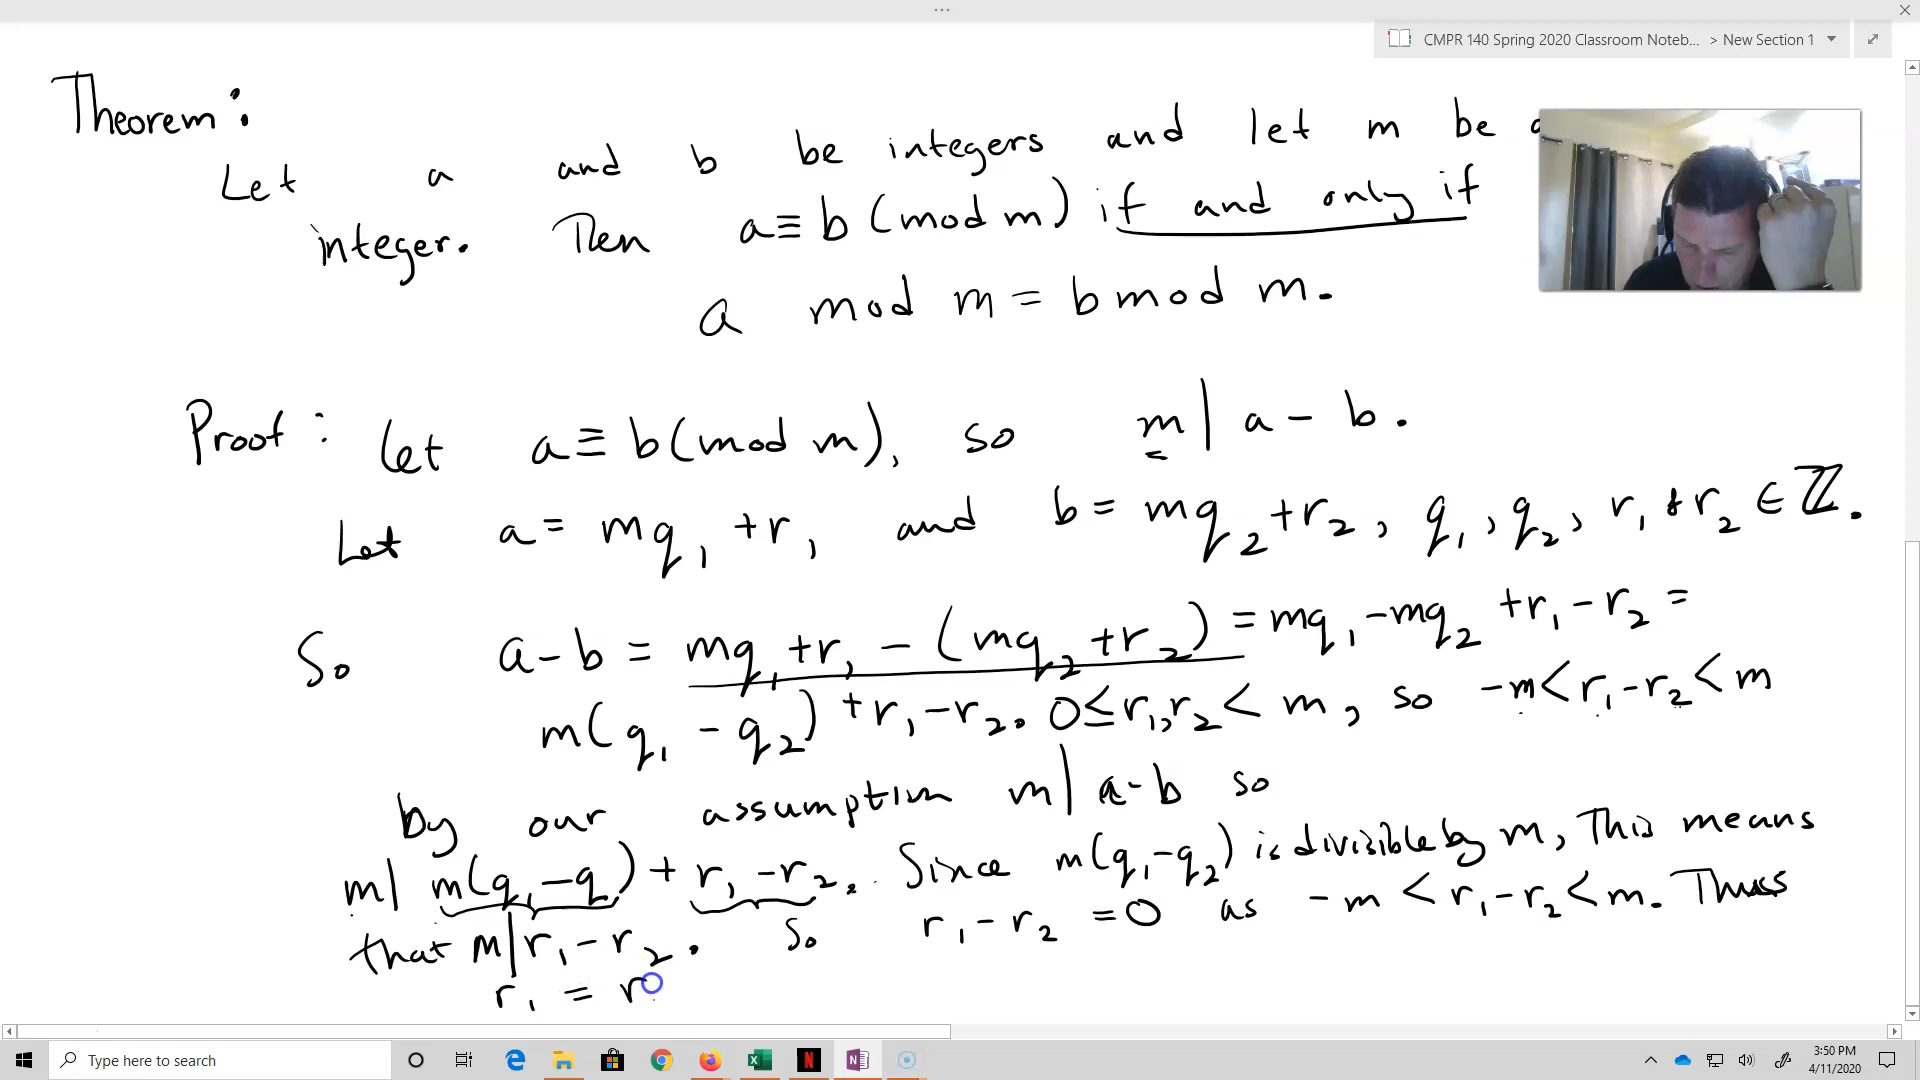 CMPR 140 Spring 2020 Classroom Noteb... > New Section 1
Theorem:
Let a and b be integers and let m be
integer. Then a ≡ b (mod m) if and only if
a mod m = b mod m.
Proof: Let a ≡ b (mod m), so m | a - b.
Let a = mq₁ + r₁ and b = mq₂ + r₂, q₁, q₂, r₁ + r₂ ∈ ℤ.
So a - b = mq₁ + r₁ - (mq₂ + r₂) = mq₁ - mq₂ + r₁ - r₂ =
m(q₁ - q₂) + r₁ - r₂. 0 ≤ r₁, r₂ < m, so -m < r₁ - r₂ < m
by our assumption m | a - b so
m | m(q₁ - q) + r₁ - r₂. Since m(q₁ - q₂) is divisible by m, This means
that m | r₁ - r₂. So r₁ - r₂ = 0 as -m < r₁ - r₂ < m. Thus
r₁ = r
Type here to search
3:50 PM
4/11/2020